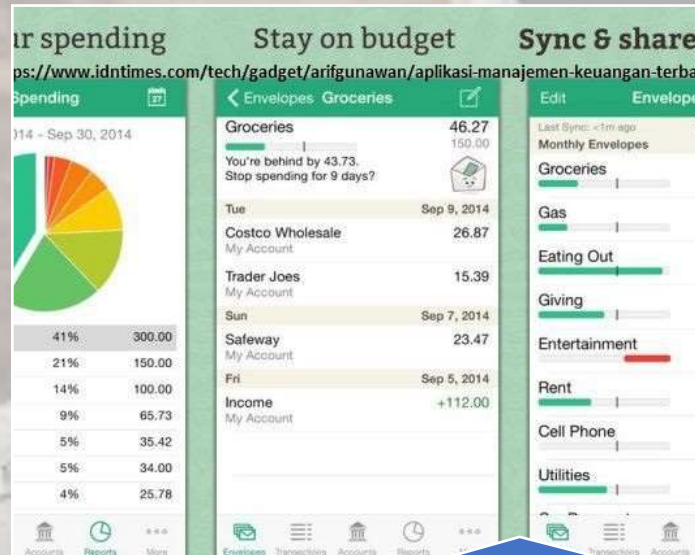 ur spending
Stay on budget
Sync & share
ps://www.idntimes.com/tech/gadget/arifgunawan/aplikasi-manajemen-keuangan-terba
Spending
27
014 - Sep 30, 2014
41% 300.00
21% 150.00
14% 100.00
9% 65.73
5% 35.42
5% 34.00
4% 25.78
Accounts Reports More
Envelopes Groceries
Groceries 46.27
150.00
You're behind by 43.73.
Stop spending for 9 days?
Tue Sep 9, 2014
Costco Wholesale 26.87
My Account
Trader Joes 15.39
My Account
Sun Sep 7, 2014
Safeway 23.47
My Account
Fri Sep 5, 2014
Income +112.00
My Account
Envelopes Transactions Accounts Reports
Edit Envelope
Last Sync: <1m ago
Monthly Envelopes
Groceries
Gas
Eating Out
Giving
Entertainment
Rent
Cell Phone
Utilities